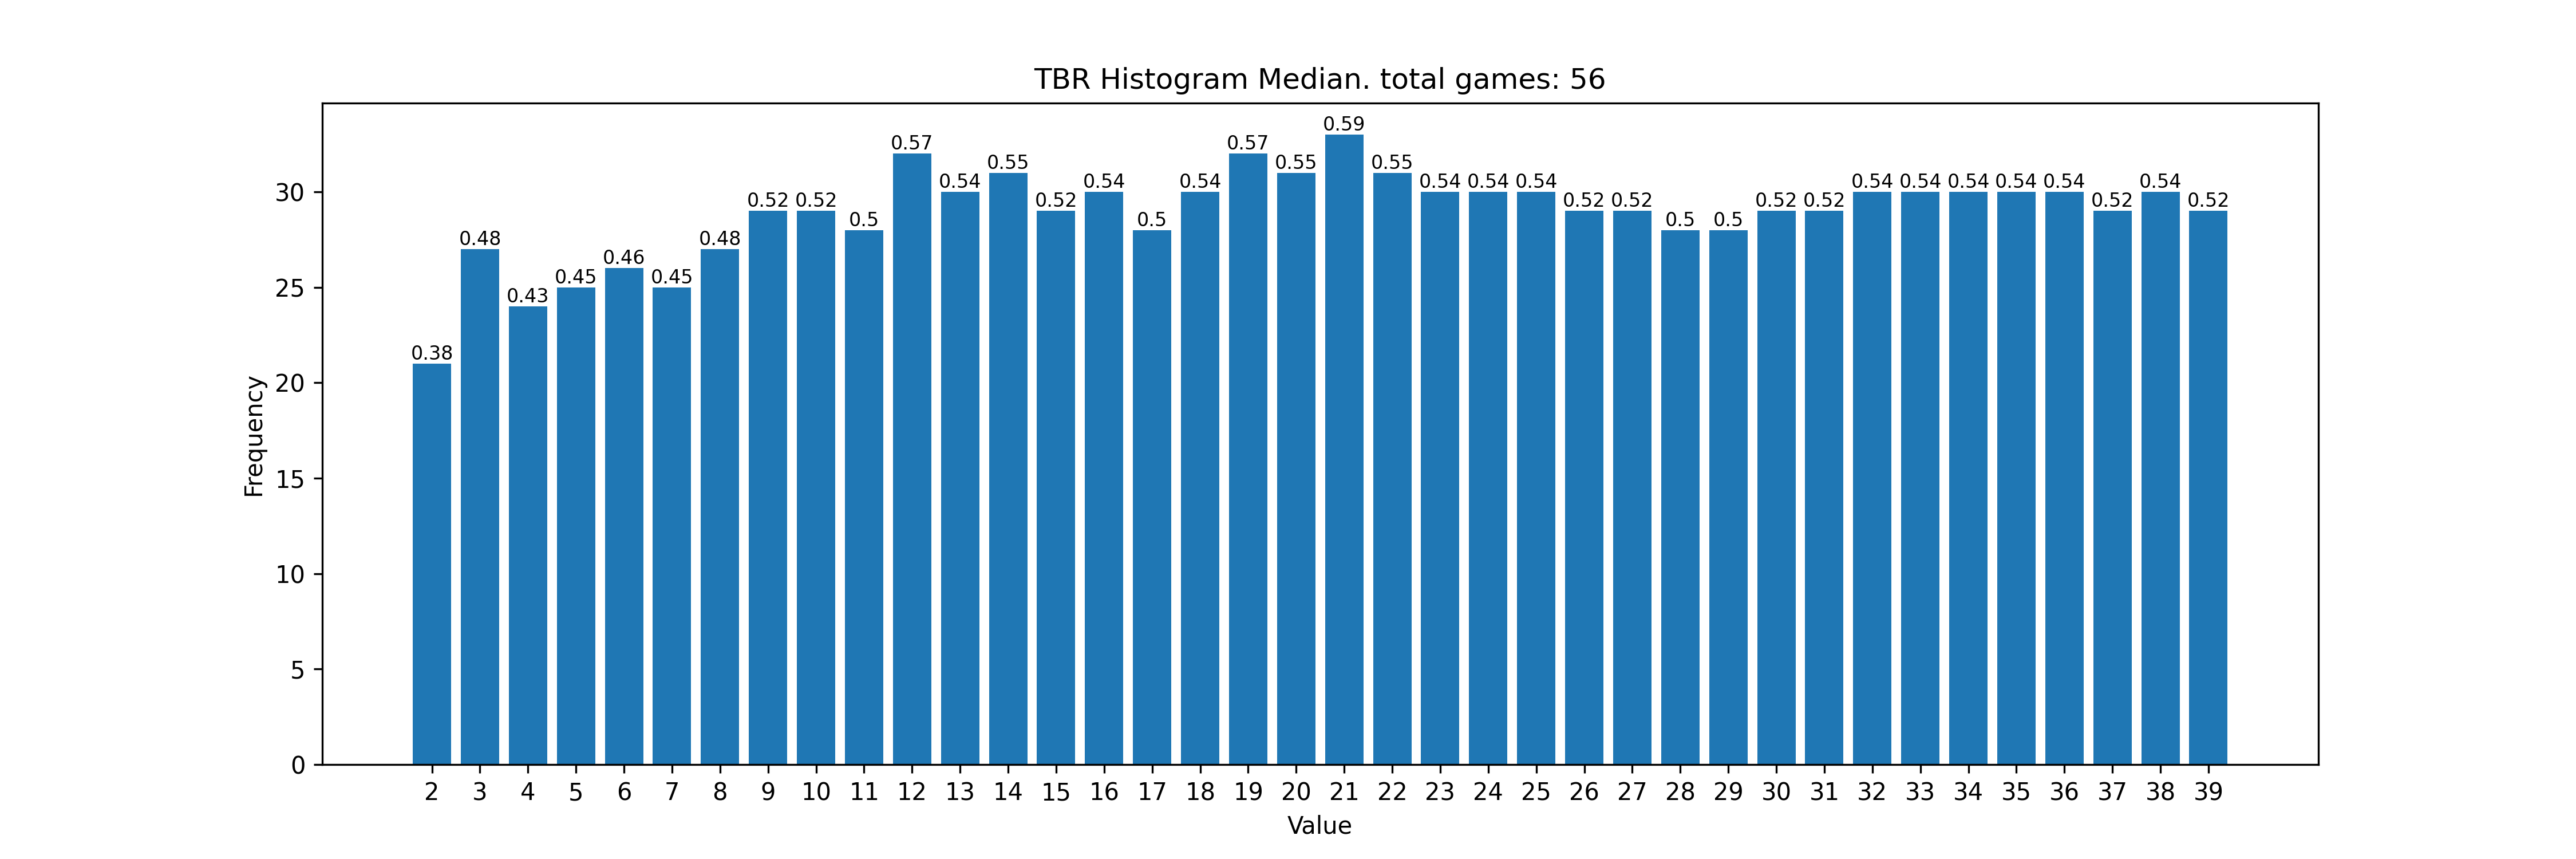 TBR Histogram Median. total games: 56
Frequency
30
25
20
15
10
5
0
0.38 0.48 0.43 0.45 0.46 0.45 0.48 0.52 0.52 0.5 0.57 0.54 0.55 0.52 0.54 0.5 0.54 0.57 0.55 0.59 0.55 0.54 0.54 0.54 0.52 0.52 0.5 0.5 0.52 0.52 0.54 0.54 0.54 0.54 0.54 0.52 0.54 0.52
2 3 4 5 6 7 8 9 10 11 12 13 14 15 16 17 18 19 20 21 22 23 24 25 26 27 28 29 30 31 32 33 34 35 36 37 38 39
Value